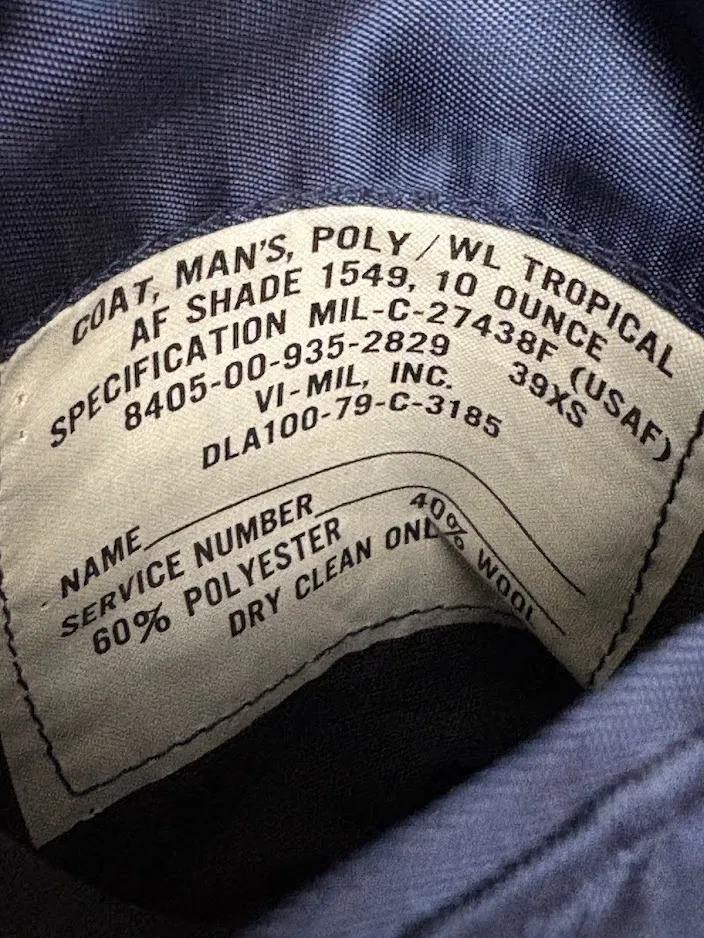 COAT, MAN'S, POLY/WL TROPICAL
AF SHADE 1549, 10 OUNCE
SPECIFICATION MIL-C-27438F (USAF)
8405-00-935-2829 39XS
VI-MIL, INC.
DLA100-79-C-3185
NAME
SERVICE NUMBER
60% POLYESTER 40% WOOL
DRY CLEAN ONL